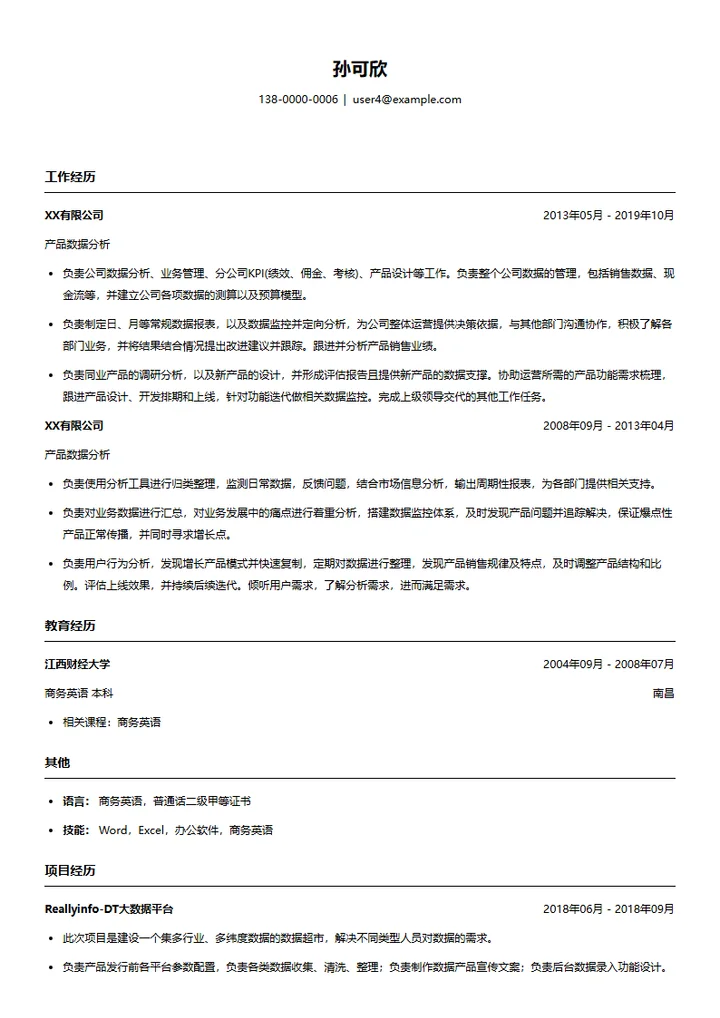 孙可欣
138-0000-0006 | user4@example.com
工作经历
XX有限公司 2013年05月 - 2019年10月
产品数据分析
• 负责公司数据分析、业务管理、分公司KPI(绩效、佣金、考核)、产品设计等工作。负责整个公司数据的管理，包括销售数据、现
金流等，并建立公司各项数据的测算以及预算模型。
• 负责制定日、月等常规数据报表，以及数据监控并定向分析，为公司整体运营提供决策依据，与其他部门沟通协作，积极了解各
部门业务，并将结果结合情况提出改进建议并跟踪。跟进并分析产品销售业绩。
• 负责同业产品的调研分析，以及新产品的设计，并形成评估报告且提供新产品的数据支撑。协助运营所需的产品功能需求梳理，
跟进产品设计、开发排期和上线，针对功能迭代做相关数据监控。完成上级领导交代的其他工作任务。
XX有限公司 2008年09月 - 2013年04月
产品数据分析
• 负责使用分析工具进行归类整理，监测日常数据，反馈问题，结合市场信息分析，输出周期性报表，为各部门提供相关支持。
• 负责对业务数据进行汇总，对业务发展中的痛点进行着重分析，搭建数据监控体系，及时发现产品问题并追踪解决，保证爆点性
产品正常传播，并同时寻求增长点。
• 负责用户行为分析，发现增长产品模式并快速复制，定期对数据进行整理，发现产品销售规律及特点，及时调整产品结构和比
例。评估上线效果，并持续后续迭代。倾听用户需求，了解分析需求，进而满足需求。
教育经历
江西财经大学 2004年09月 - 2008年07月
商务英语 本科 南昌
• 相关课程：商务英语
其他
• 语言： 商务英语，普通话二级甲等证书
• 技能： Word，Excel，办公软件，商务英语
项目经历
Reallyinfo-DT大数据平台 2018年06月 - 2018年09月
• 此次项目是建设一个集多行业、多纬度数据的数据超市，解决不同类型人员对数据的需求。
• 负责产品发行前各平台参数配置，负责各类数据收集、清洗、整理；负责制作数据产品宣传文案；负责后台数据录入功能设计。